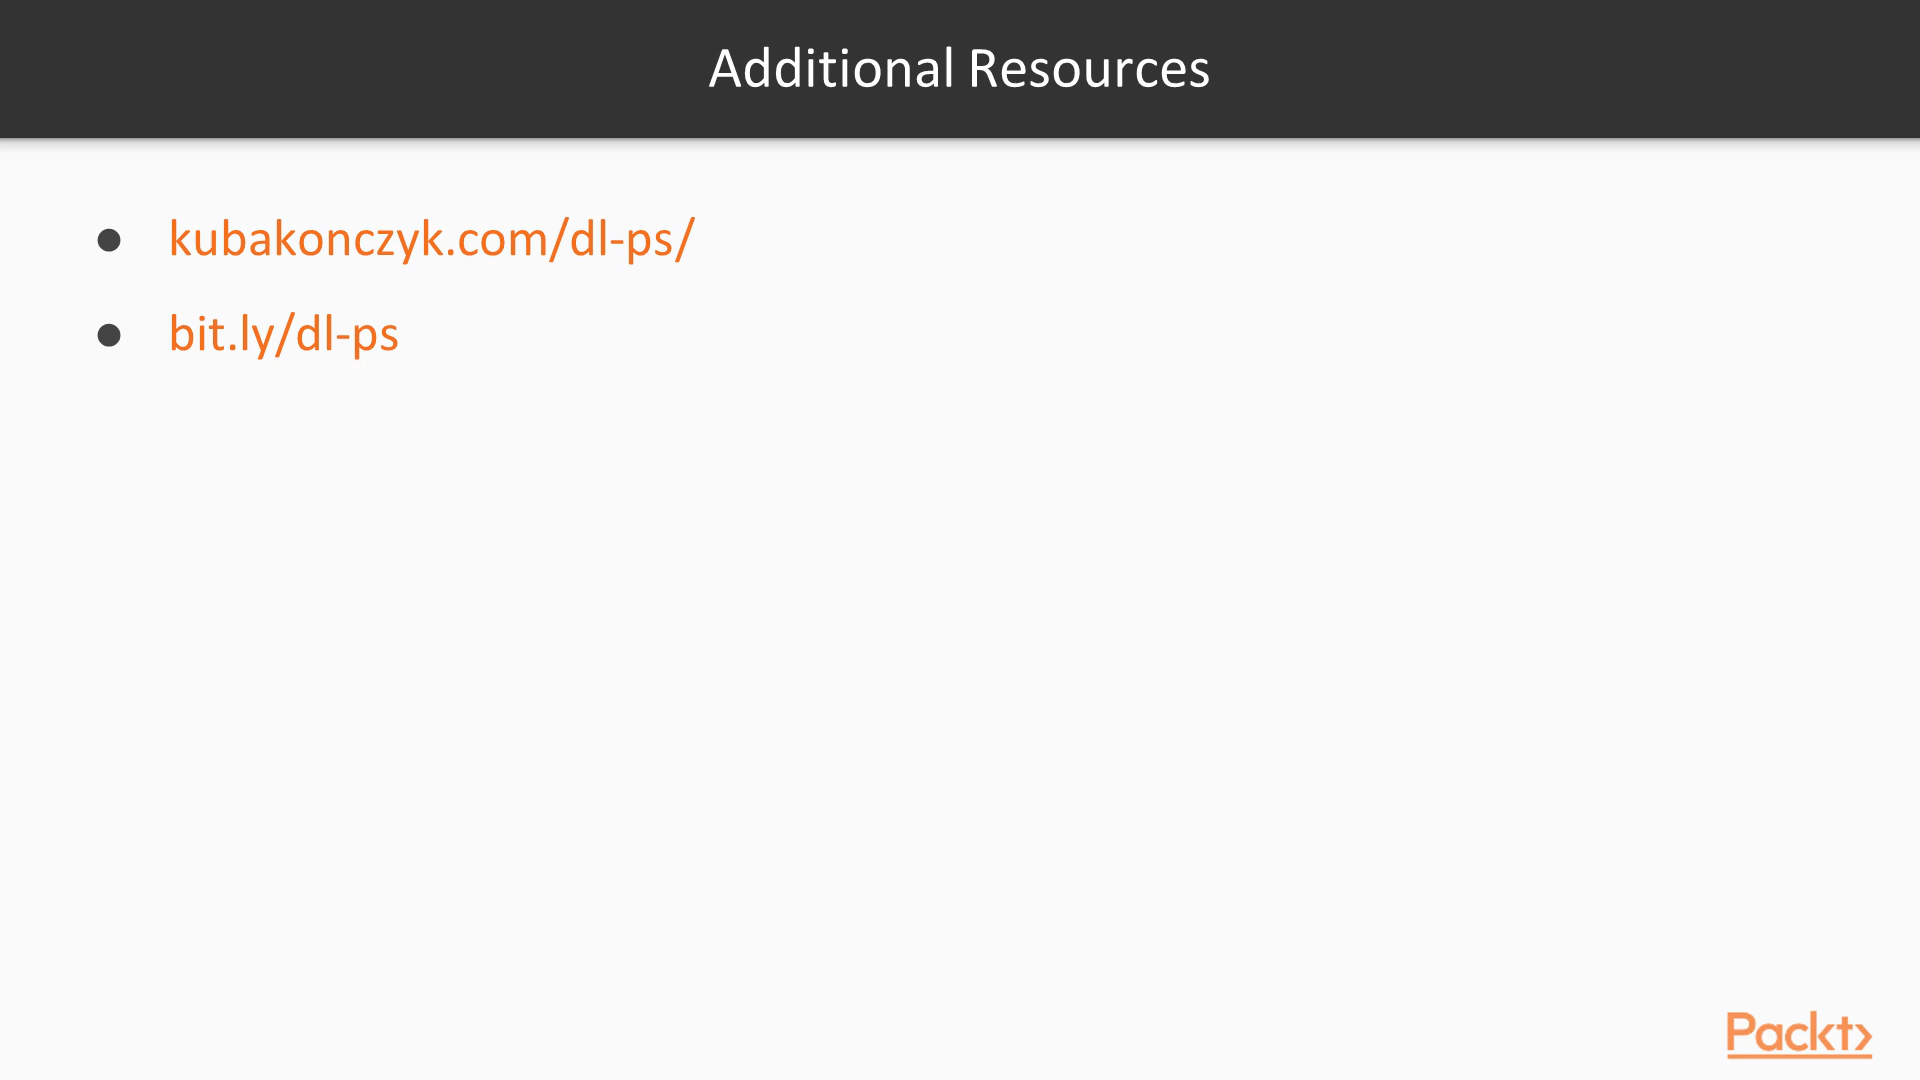 Additional Resources
● kubakonczyk.com/dl-ps/
● bit.ly/dl-ps
Packt>